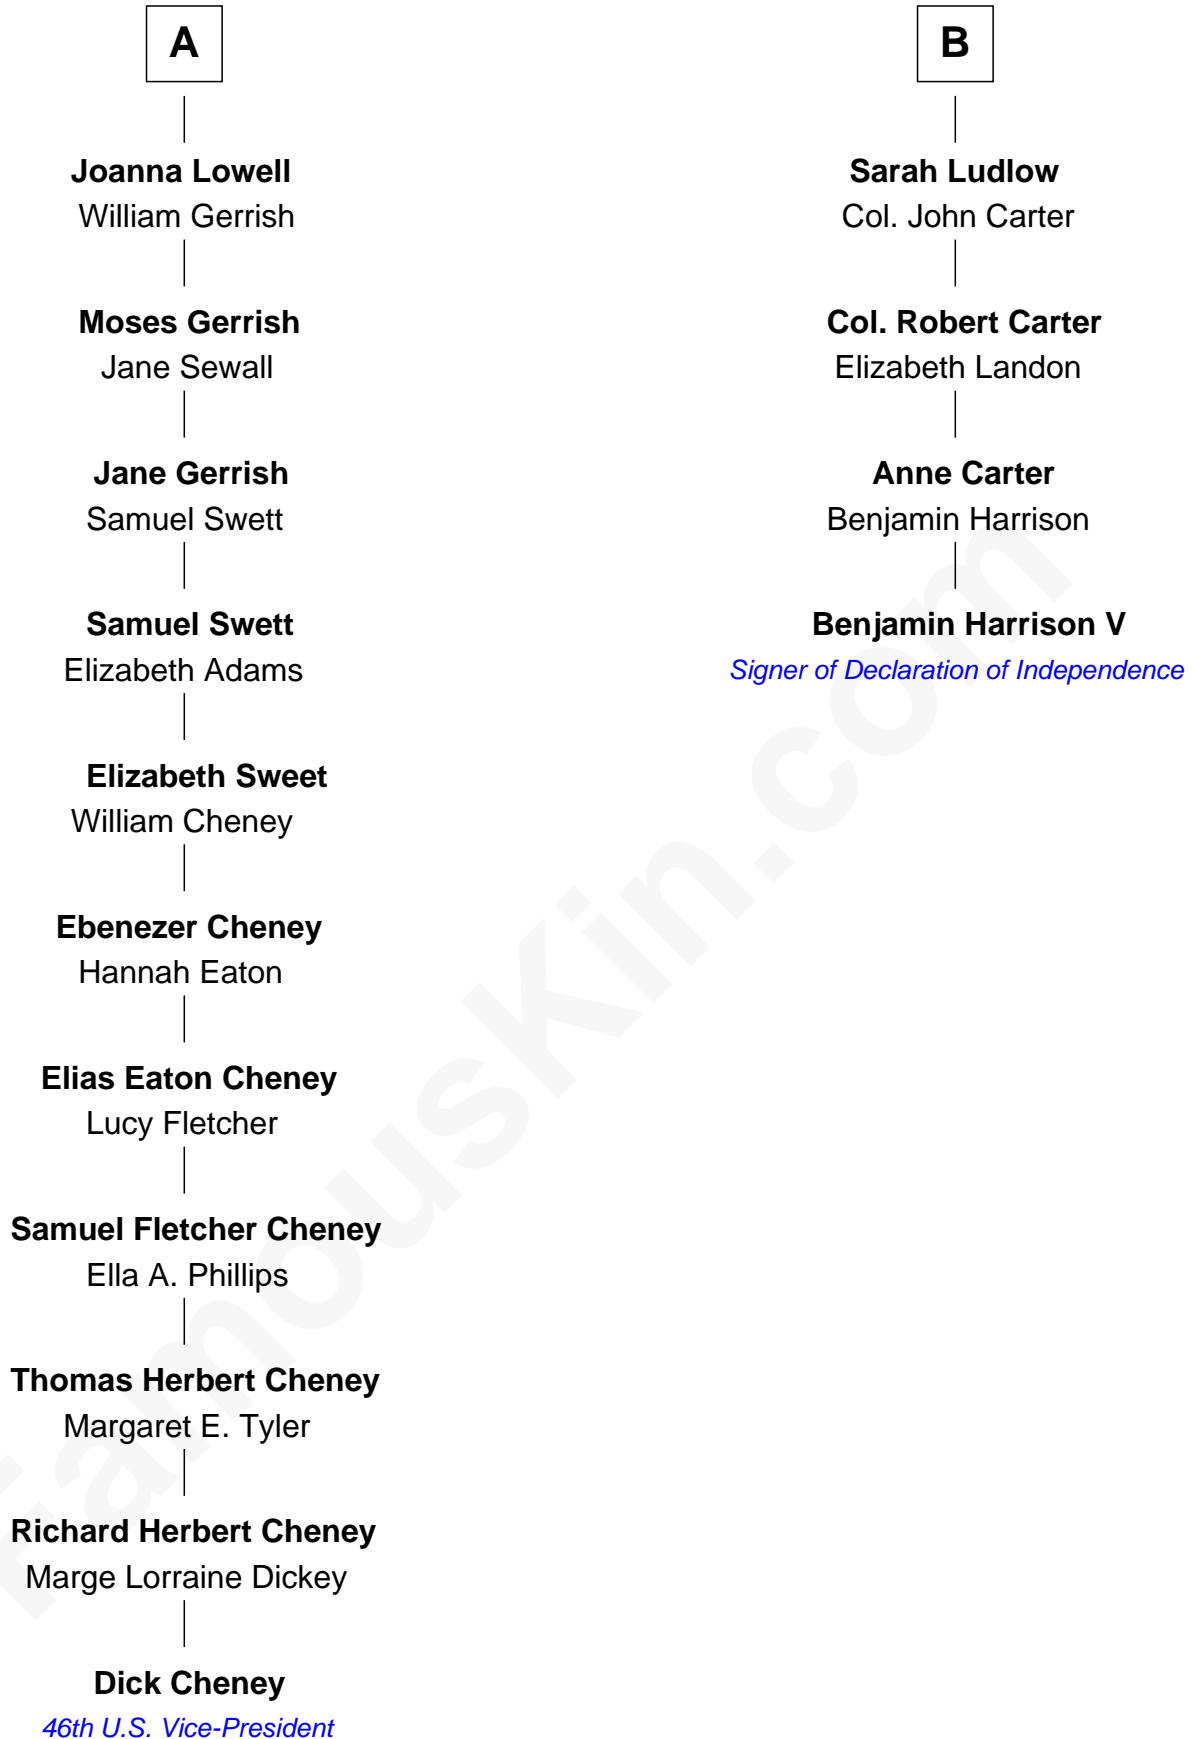 A
Joanna Lowell
William Gerrish
Moses Gerrish
Jane Sewall
Jane Gerrish
Samuel Swett
Samuel Swett
Elizabeth Adams
Elizabeth Sweet
William Cheney
Ebenezer Cheney
Hannah Eaton
Elias Eaton Cheney
Lucy Fletcher
Samuel Fletcher Cheney
Ella A. Phillips
Thomas Herbert Cheney
Margaret E. Tyler
Richard Herbert Cheney
Marge Lorraine Dickey
Dick Cheney
46th U.S. Vice-President
B
Sarah Ludlow
Col. John Carter
Col. Robert Carter
Elizabeth Landon
Anne Carter
Benjamin Harrison
Benjamin Harrison V
Signer of Declaration of Independence
FamousKin.com